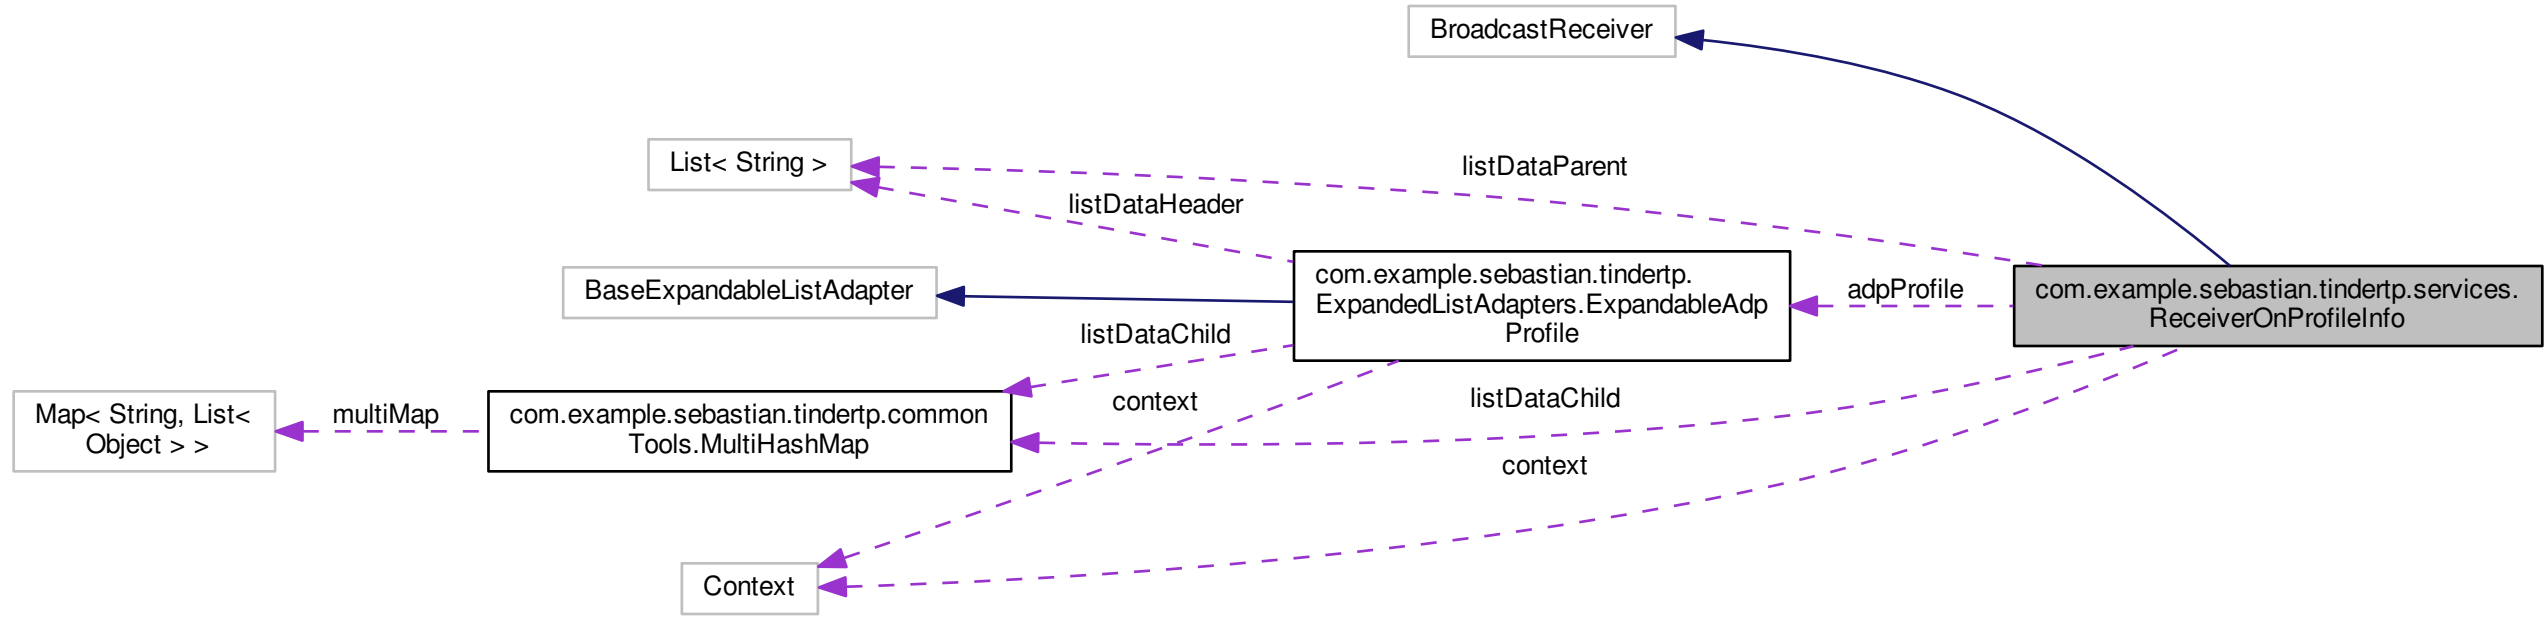 BroadcastReceiver
List< String >
listDataParent
listDataHeader
BaseExpandableListAdapter
com.example.sebastian.tindertp.
ExpandedListAdapters.ExpandableAdp
Profile
adpProfile
com.example.sebastian.tindertp.services.
ReceiverOnProfileInfo
listDataChild
context
listDataChild
Map< String, List<
Object > >
multiMap
com.example.sebastian.tindertp.common
Tools.MultiHashMap
context
Context